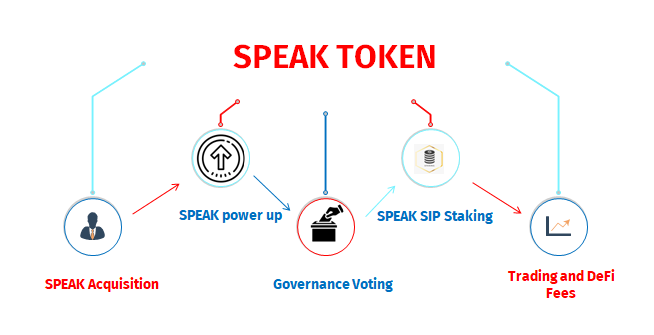 SPEAK TOKEN
SPEAK power up
SPEAK SIP Staking
SPEAK Acquisition
Governance Voting
Trading and DeFi
Fees